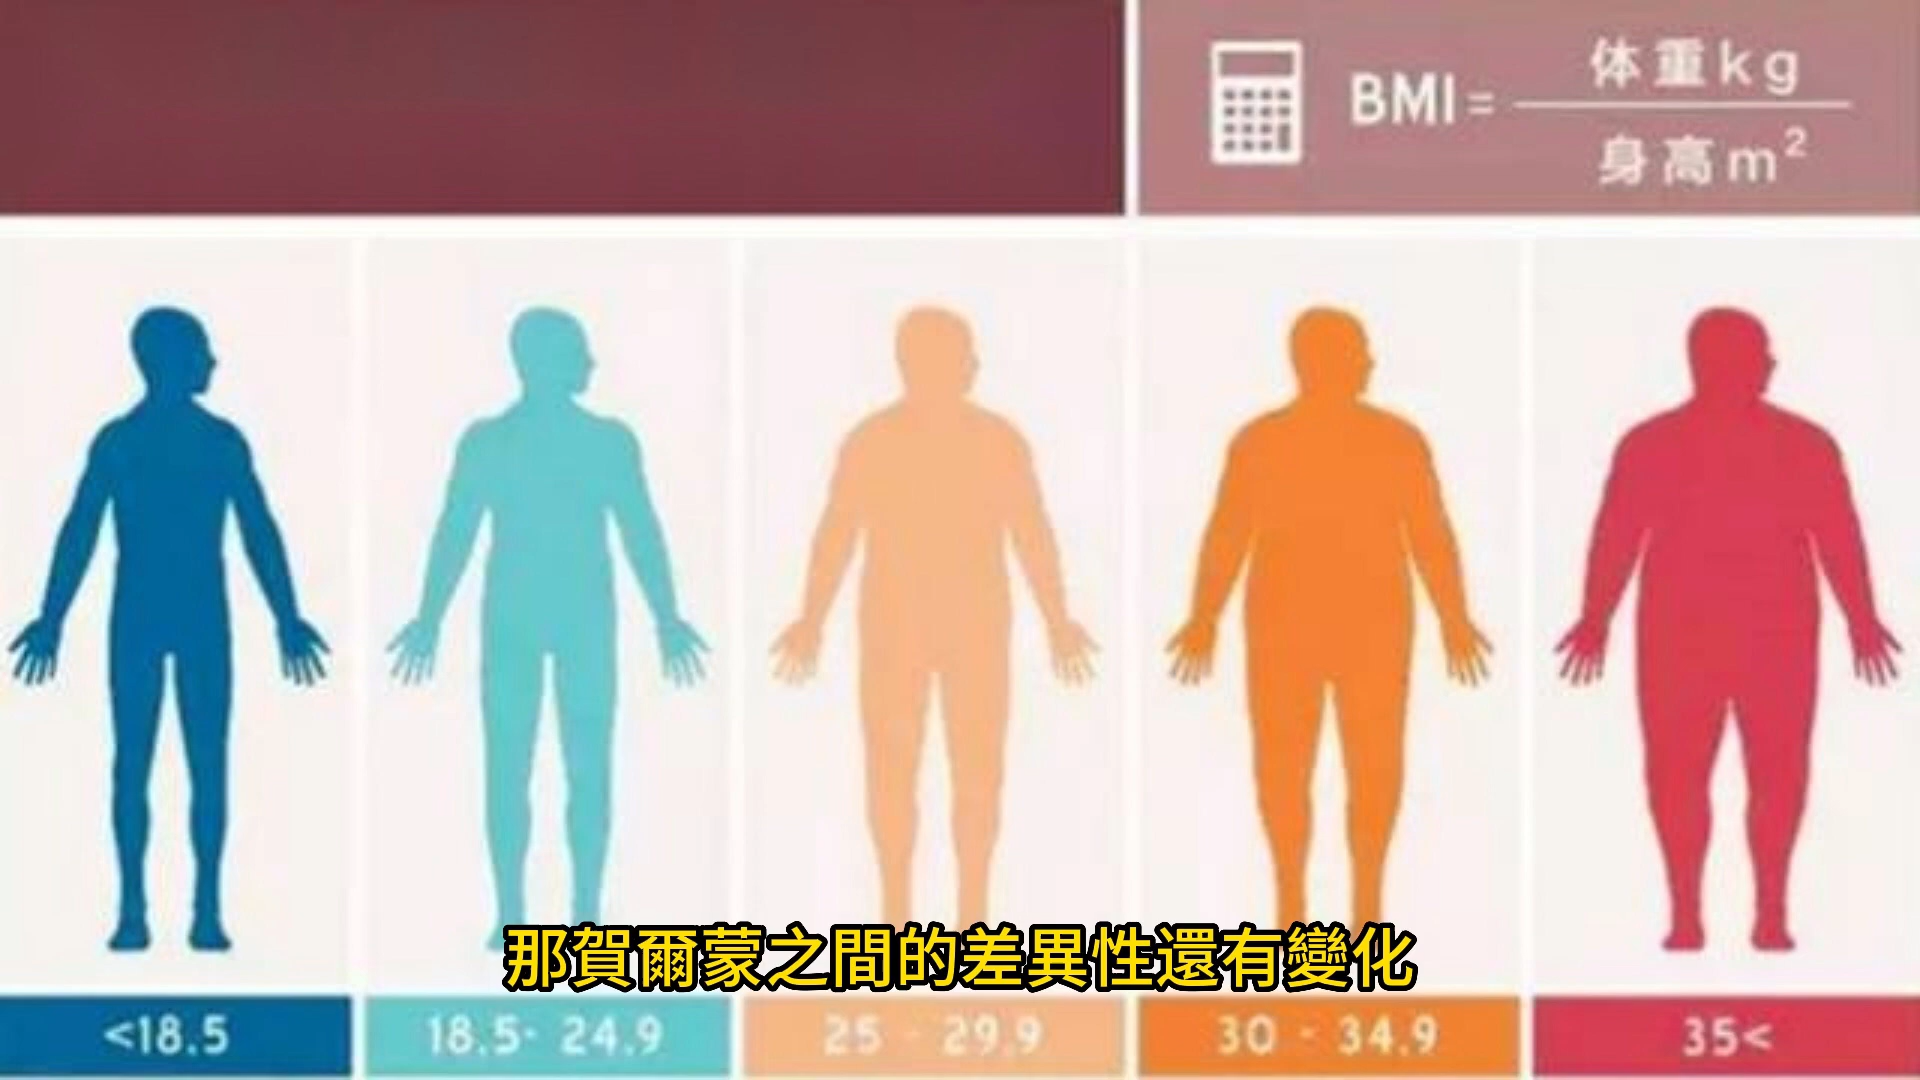 BMI = 体重kg
身高m²
那賀爾蒙之間的差異性還有變化
<18.5
18.5- 24.9
25 - 29.9
30 - 34.9
35<